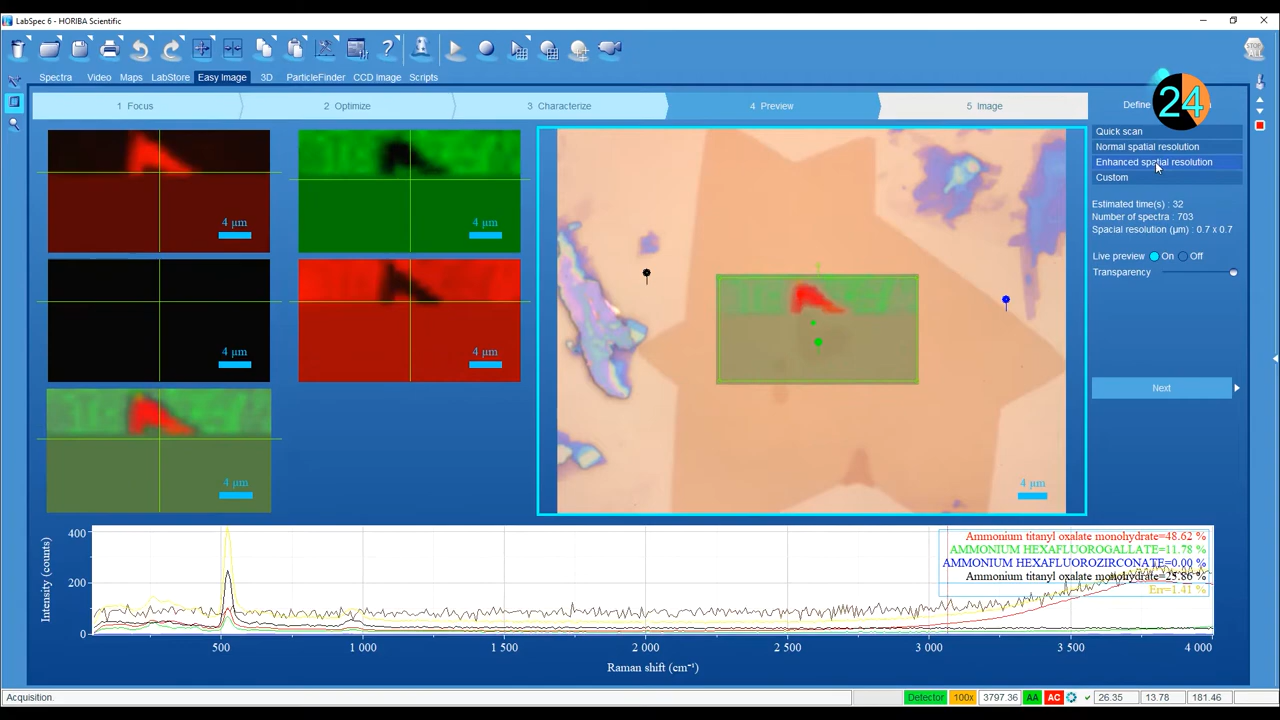 LabSpec 6 - HORIBA Scientific
STOP ALL
Spectra Video Maps LabStore Easy Image 3D ParticleFinder CCD Image Scripts
1 Focus 2 Optimize 3 Characterize 4 Preview 5 Image
Define
24
Quick scan
Normal spatial resolution
Enhanced spatial resolution
Custom
Estimated time(s) : 32
Number of spectra : 703
Spacial resolution (µm) : 0.7 x 0.7
Live preview On Off
Transparency
Next
4 µm
4 µm
4 µm
4 µm
4 µm
4 µm
Intensity (counts)
400
200
0
Ammonium titanyl oxalate monohydrate=48.62 %
AMMONIUM HEXAFLUOROGALLATE=11.78 %
AMMONIUM HEXAFLUOROZIRCONATE=0.00 %
Ammonium titanyl oxalate monohydrate=25.86 %
Err=1.41 %
500 1 000 1 500 2 000 2 500 3 000 3 500 4 000
Raman shift (cm⁻¹)
Acquisition. Detector 100x 3797.36 AA AC 26.35 13.78 181.46